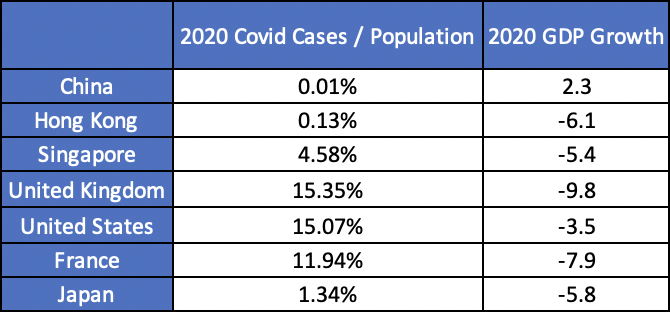 2020 Covid Cases / Population 2020 GDP Growth
China 0.01% 2.3
Hong Kong 0.13% -6.1
Singapore 4.58% -5.4
United Kingdom 15.35% -9.8
United States 15.07% -3.5
France 11.94% -7.9
Japan 1.34% -5.8